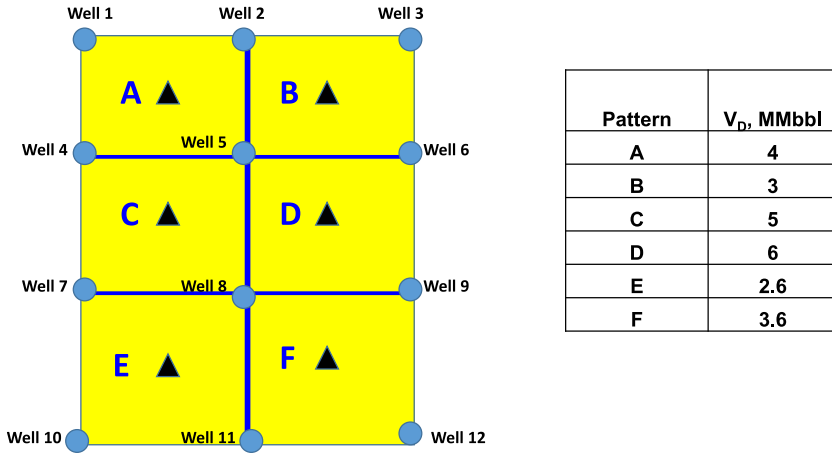 Well 1
Well 2
Well 3
A
B
Well 4
Well 5
Well 6
C
D
Well 7
Well 8
Well 9
E
F
Well 10
Well 11
Well 12
Pattern V_D, MMbbl
A 4
B 3
C 5
D 6
E 2.6
F 3.6